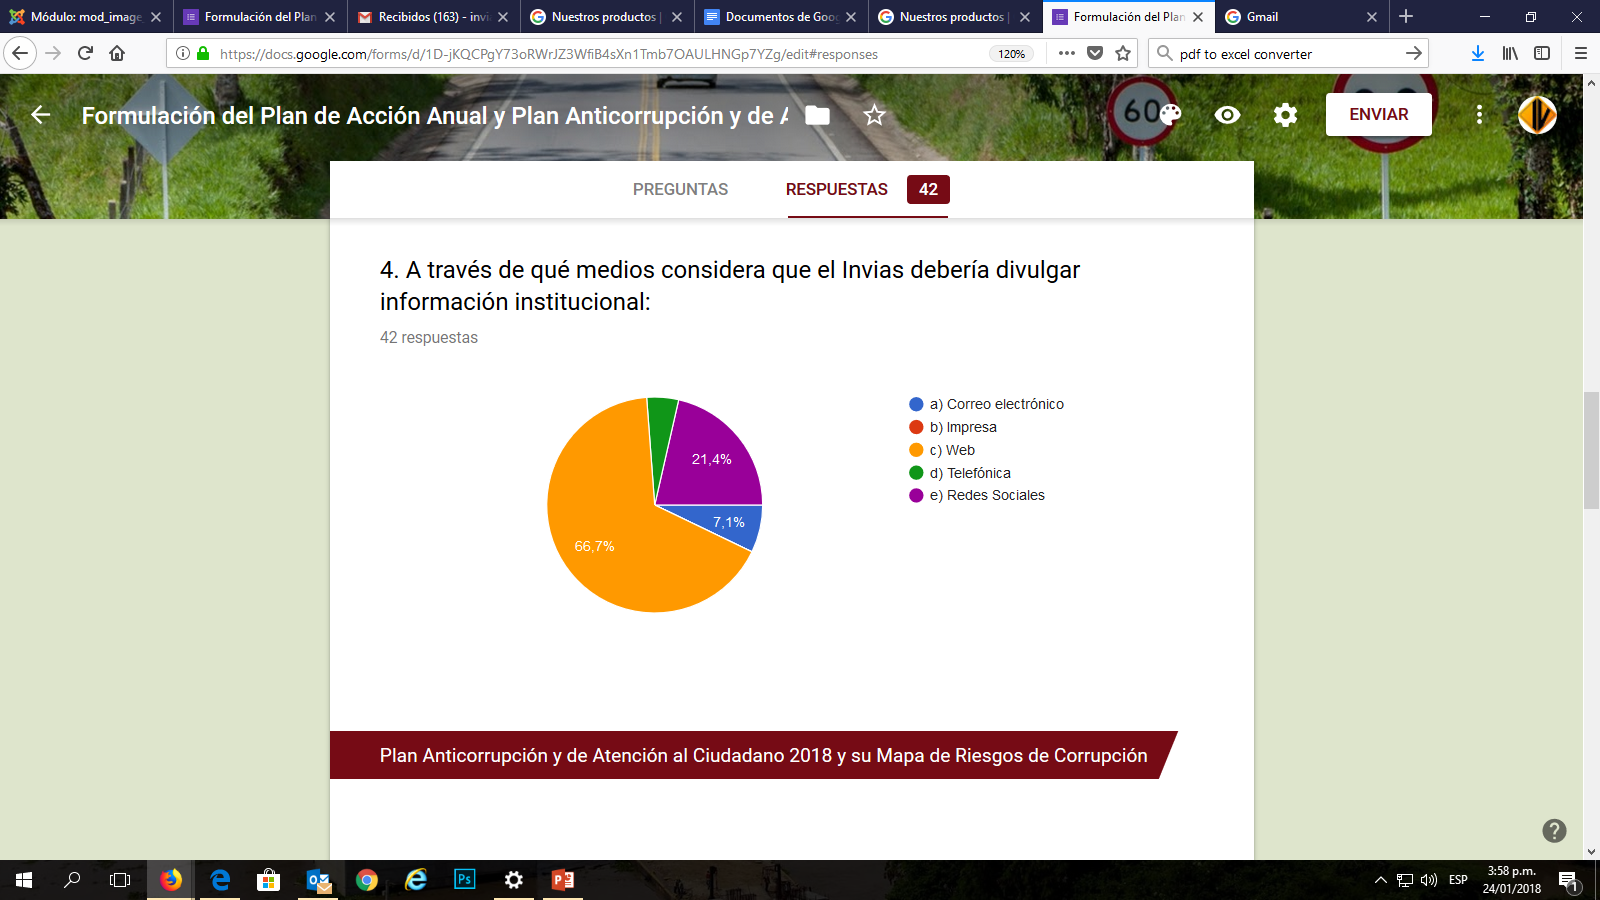 Módulo: mod_image
Formulación del Plan
Recibidos (163) - invi
Nuestros productos |
Documentos de Goo
Nuestros productos |
Formulación del Plan
Gmail
https://docs.google.com/forms/d/1D-jKQCPgY73oRWrJZ3WfiB4sXn1Tmb7OAULHNGp7YZg/edit#responses
120%
pdf to excel converter
Formulación del Plan de Acción Anual y Plan Anticorrupción y de A
60
ENVIAR
PREGUNTAS
RESPUESTAS 42
4. A través de qué medios considera que el Invias debería divulgar
información institucional:
42 respuestas
21,4%
7,1%
66,7%
a) Correo electrónico
b) Impresa
c) Web
d) Telefónica
e) Redes Sociales
Plan Anticorrupción y de Atención al Ciudadano 2018 y su Mapa de Riesgos de Corrupción
ESP
3:58 p.m.
24/01/2018
1